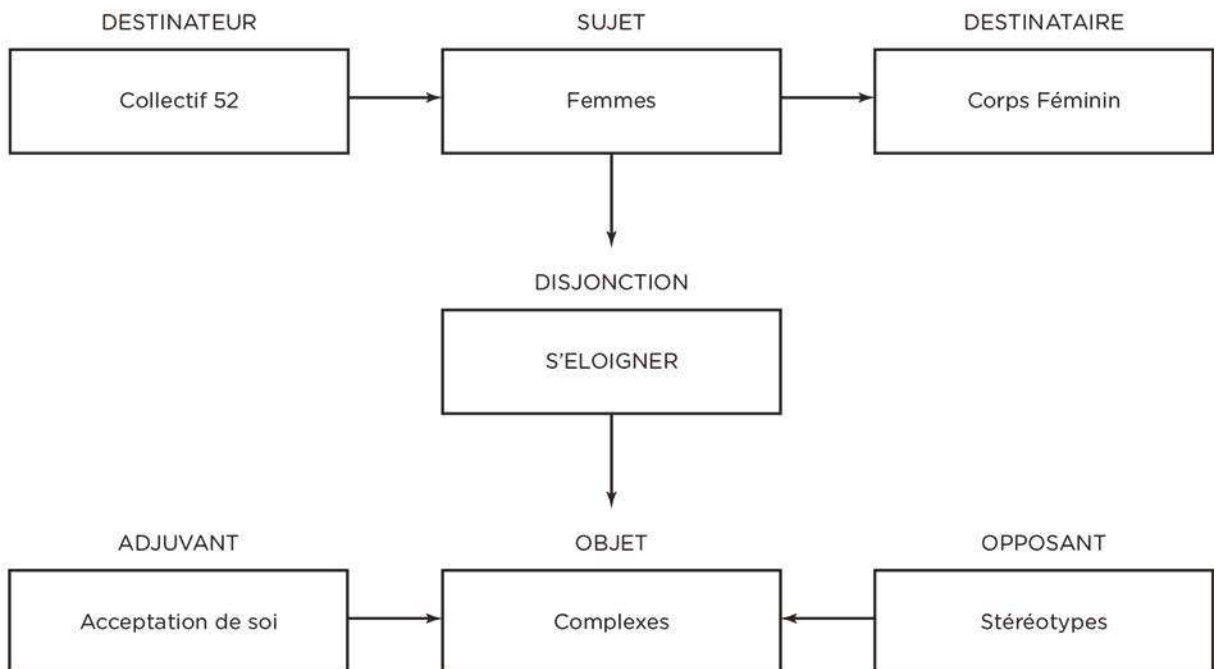 DESTINATEUR
SUJET
DESTINATAIRE
Collectif 52
Femmes
Corps Féminin
DISJONCTION
S'ELOIGNER
ADJUVANT
OBJET
OPPOSANT
Acceptation de soi
Complexes
Stéréotypes